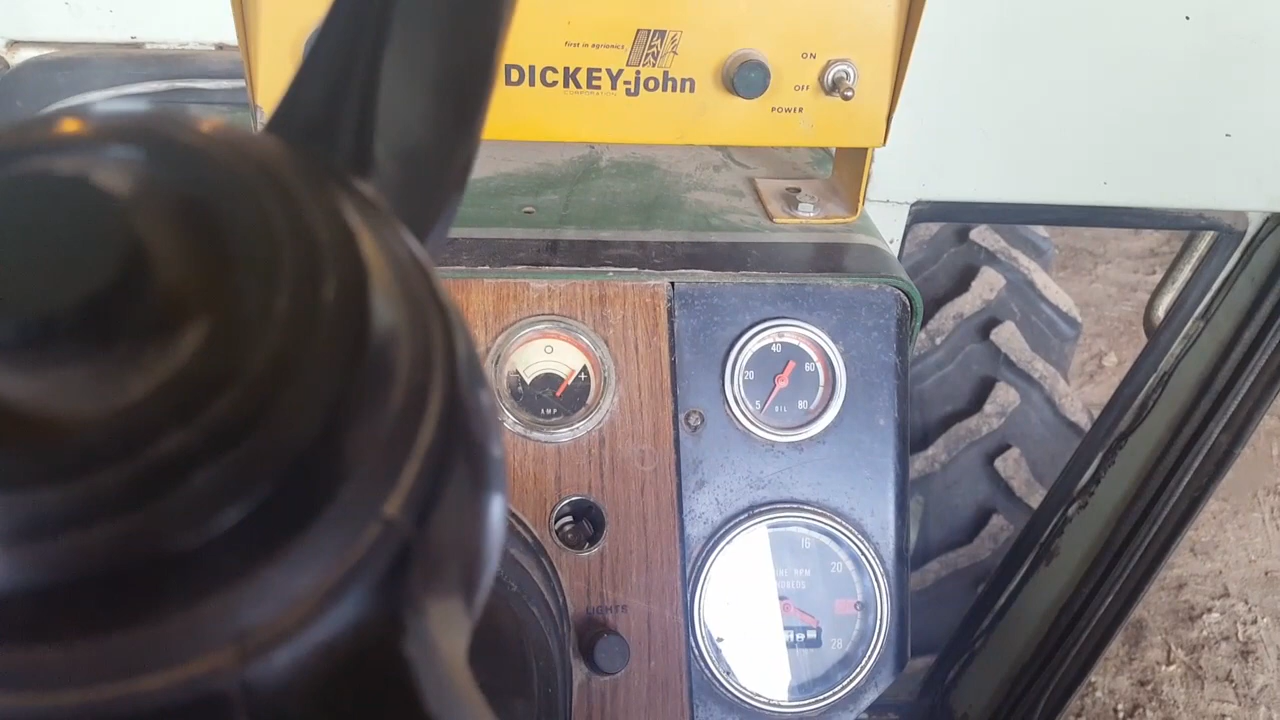 first in agrionics
DICKEY-john
CORPORATION
ON
OFF
POWER
O
- +
AMP
40
20 60
5 80
OIL
16
20
RPM
28
LIGHTS